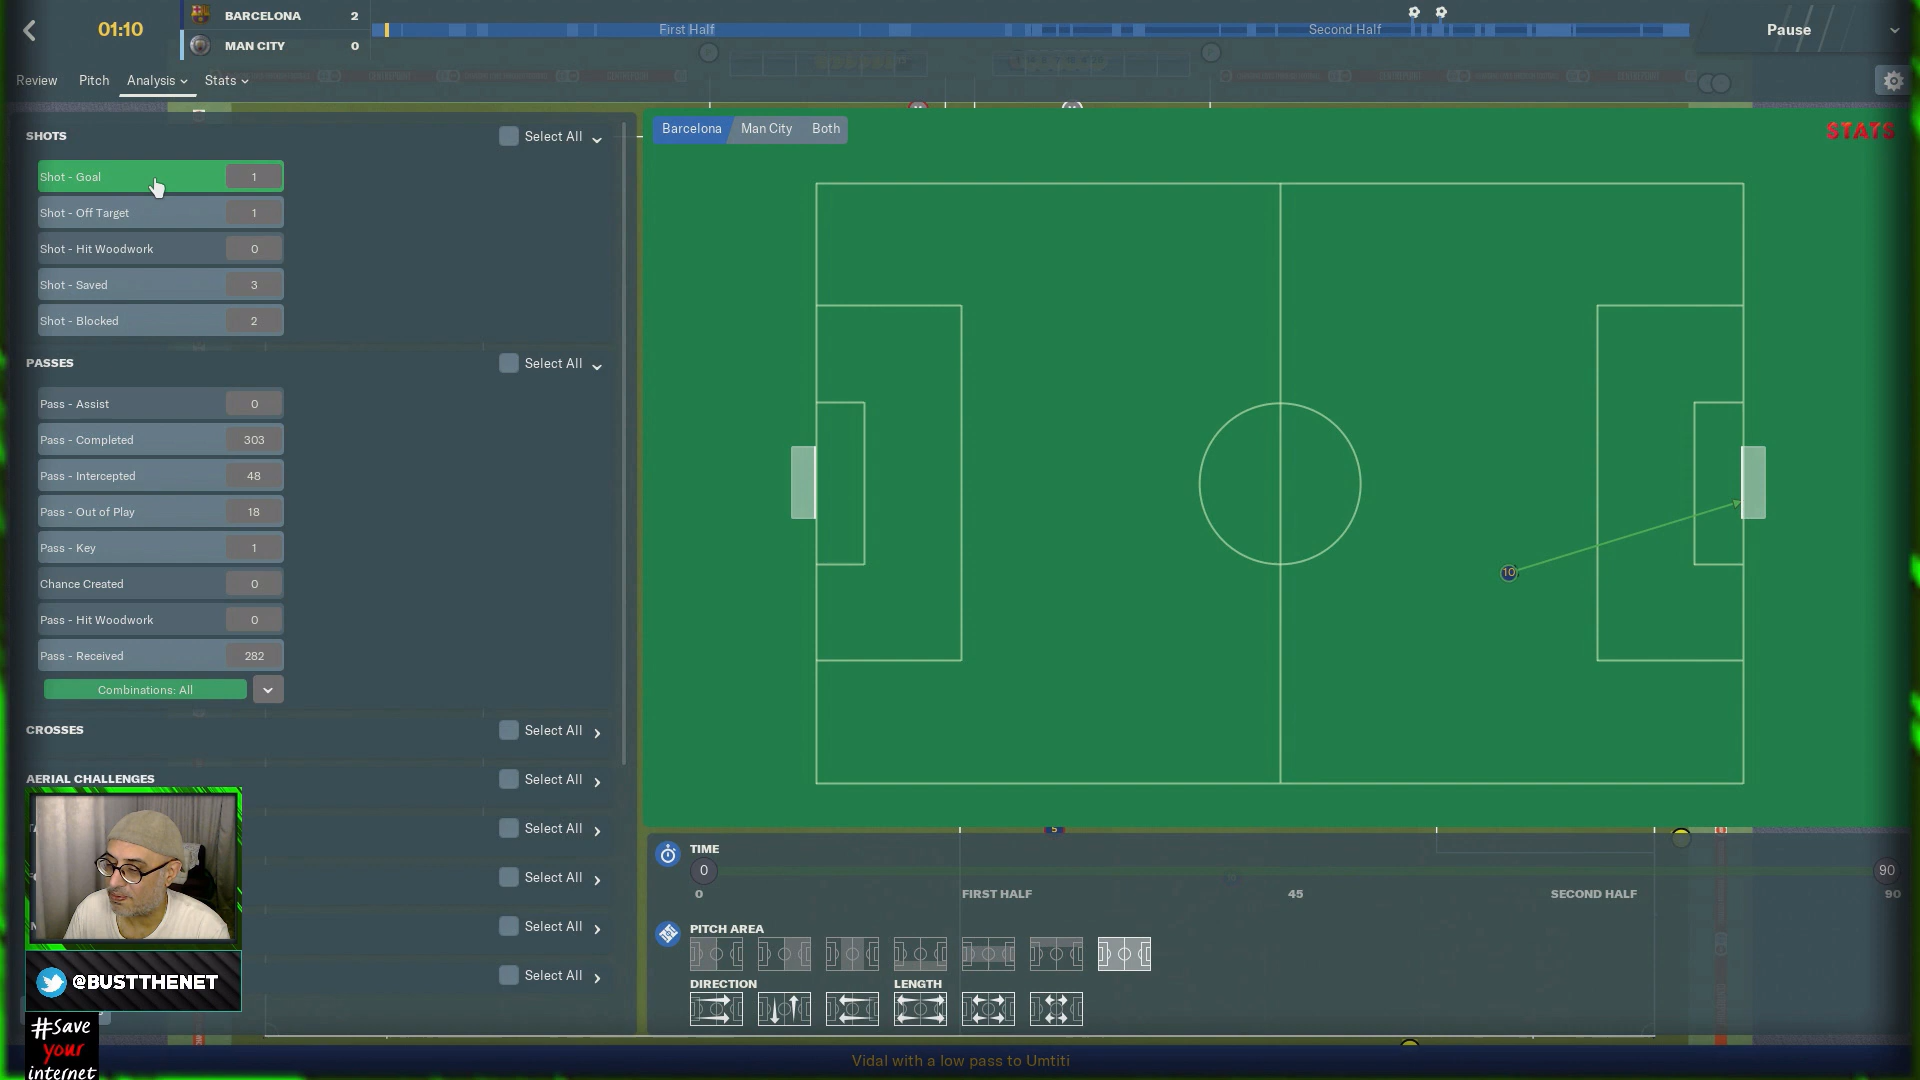 01:10
BARCELONA 2
MAN CITY 0
First Half
Second Half
Pause
Review
Pitch
Analysis
Stats
SHOTS
Select All
Shot - Goal 1
Shot - Off Target 1
Shot - Hit Woodwork 0
Shot - Saved 3
Shot - Blocked 2
PASSES
Select All
Pass - Assist 0
Pass - Completed 303
Pass - Intercepted 48
Pass - Out of Play 18
Pass - Key 1
Chance Created 0
Pass - Hit Woodwork 0
Pass - Received 282
Combinations: All
CROSSES
Select All
AERIAL CHALLENGES
Select All
Select All
Select All
Select All
Select All
Barcelona
Man City
Both
STATS
10
5
TIME
0
90
0
FIRST HALF
45
SECOND HALF
90
PITCH AREA
DIRECTION
LENGTH
@BUSTTHENET
#Save
your
internet
Vidal with a low pass to Umtiti